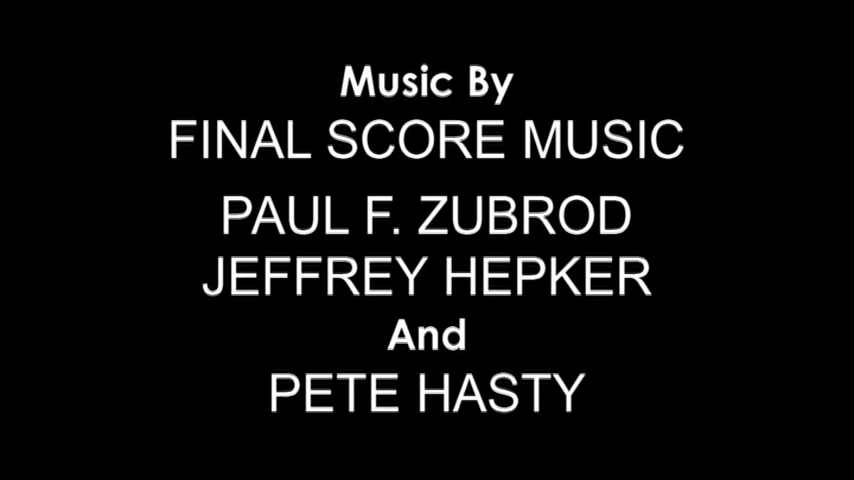 Music By
FINAL SCORE MUSIC
PAUL F. ZUBROD
JEFFREY HEPKER
And
PETE HASTY